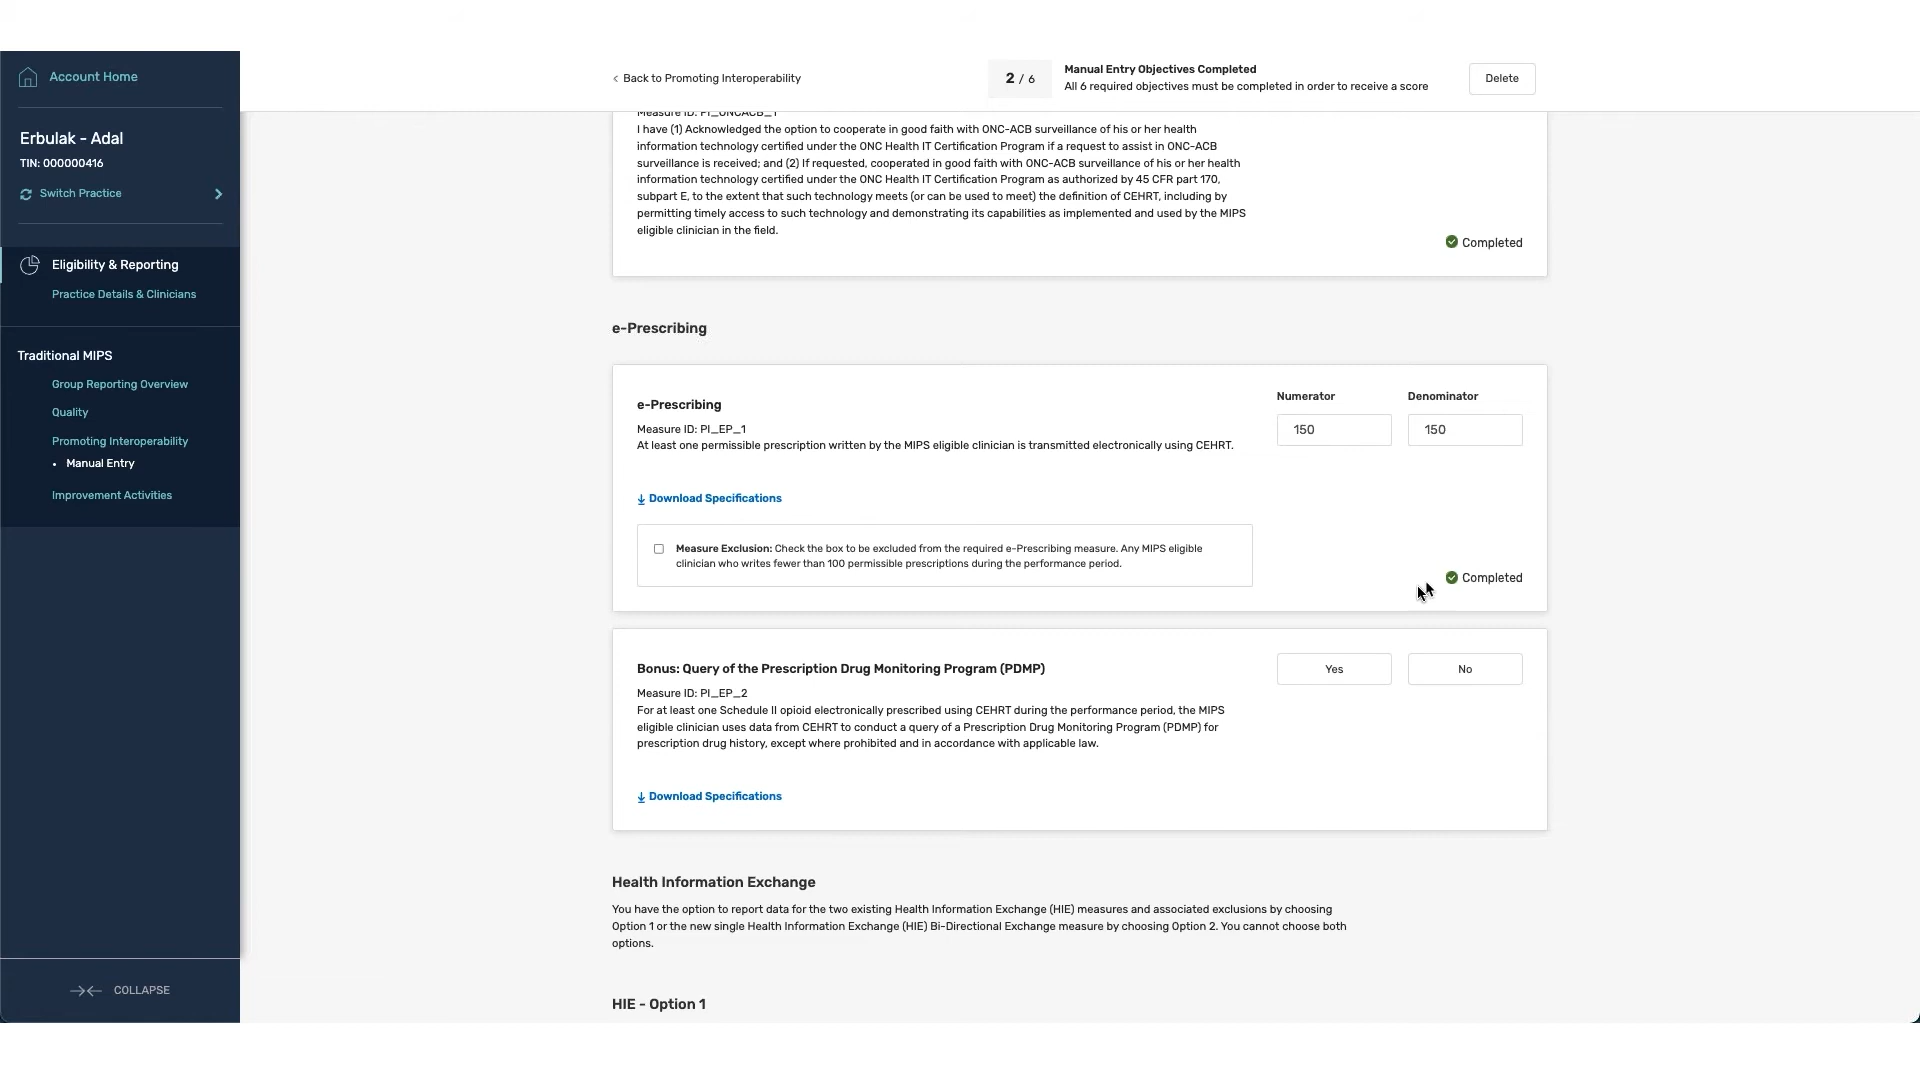 Account Home
Erbulak - Adal
TIN: 000000416
Switch Practice
Eligibility & Reporting
Practice Details & Clinicians
Traditional MIPS
Group Reporting Overview
Quality
Promoting Interoperability
• Manual Entry
Improvement Activities
COLLAPSE
< Back to Promoting Interoperability
2 / 6
Manual Entry Objectives Completed
All 6 required objectives must be completed in order to receive a score
Delete
Measure ID: PI_ONCACB_1
I have (1) Acknowledged the option to cooperate in good faith with ONC-ACB surveillance of his or her health
information technology certified under the ONC Health IT Certification Program if a request to assist in ONC-ACB
surveillance is received; and (2) If requested, cooperated in good faith with ONC-ACB surveillance of his or her health
information technology certified under the ONC Health IT Certification Program as authorized by 45 CFR part 170,
subpart E, to the extent that such technology meets (or can be used to meet) the definition of CEHRT, including by
permitting timely access to such technology and demonstrating its capabilities as implemented and used by the MIPS
eligible clinician in the field.
Completed
e-Prescribing
e-Prescribing
Measure ID: PI_EP_1
At least one permissible prescription written by the MIPS eligible clinician is transmitted electronically using CEHRT.
Numerator
Denominator
150
150
Download Specifications
Measure Exclusion: Check the box to be excluded from the required e-Prescribing measure. Any MIPS eligible
clinician who writes fewer than 100 permissible prescriptions during the performance period.
Completed
Bonus: Query of the Prescription Drug Monitoring Program (PDMP)
Measure ID: PI_EP_2
For at least one Schedule II opioid electronically prescribed using CEHRT during the performance period, the MIPS
eligible clinician uses data from CEHRT to conduct a query of a Prescription Drug Monitoring Program (PDMP) for
prescription drug history, except where prohibited and in accordance with applicable law.
Yes
No
Download Specifications
Health Information Exchange
You have the option to report data for the two existing Health Information Exchange (HIE) measures and associated exclusions by choosing
Option 1 or the new single Health Information Exchange (HIE) Bi-Directional Exchange measure by choosing Option 2. You cannot choose both
options.
HIE - Option 1